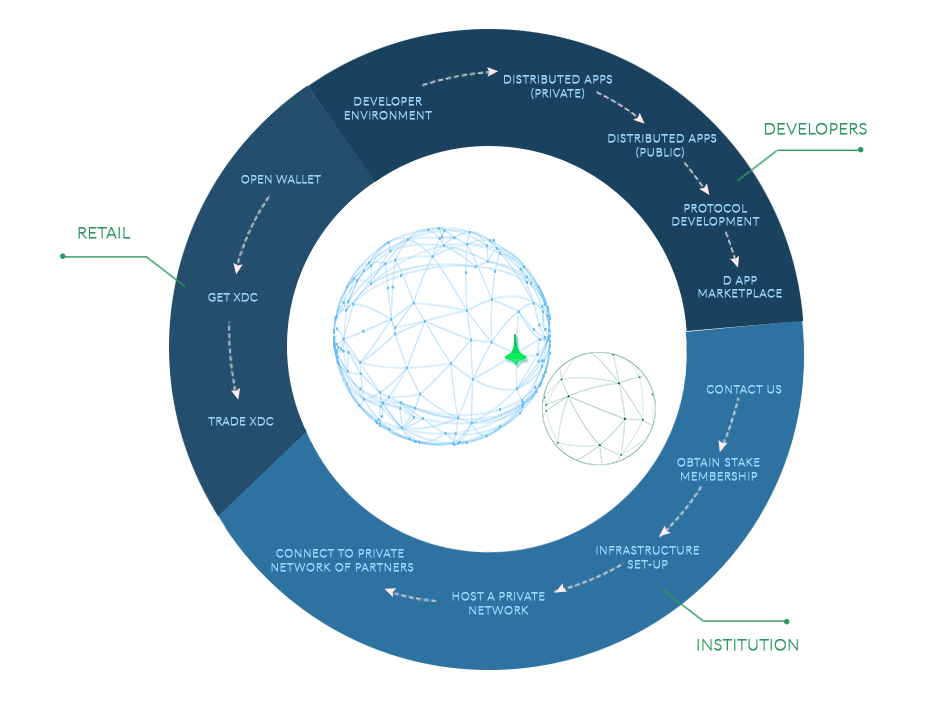 DEVELOPER
ENVIRONMENT
DISTRIBUTED APPS
(PRIVATE)
DISTRIBUTED APPS
(PUBLIC)
PROTOCOL
DEVELOPMENT
D APP
MARKETPLACE
DEVELOPERS
CONTACT US
OBTAIN STAKE
MEMBERSHIP
INFRASTRUCTURE
SET-UP
HOST A PRIVATE
NETWORK
CONNECT TO PRIVATE
NETWORK OF PARTNERS
INSTITUTION
RETAIL
OPEN WALLET
GET XDC
TRADE XDC